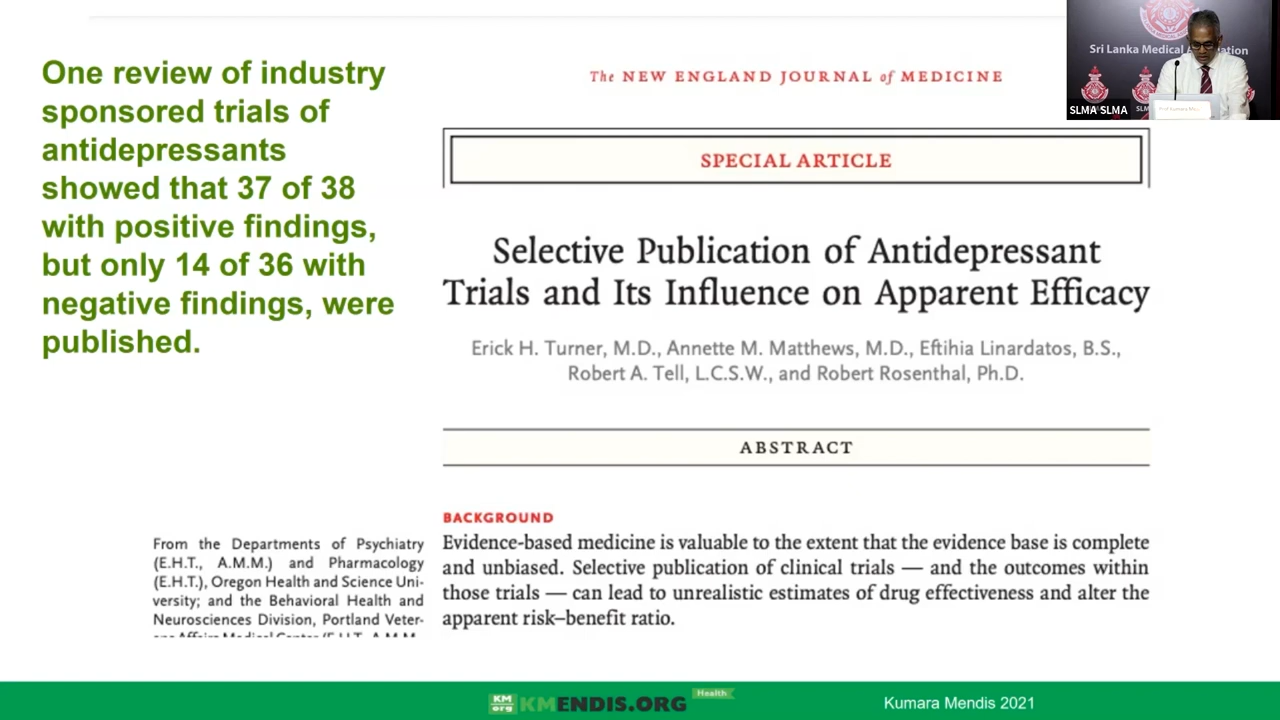 One review of industry
sponsored trials of
antidepressants
showed that 37 of 38
with positive findings,
but only 14 of 36 with
negative findings, were
published.
The NEW ENGLAND JOURNAL of MEDICINE
SPECIAL ARTICLE
Selective Publication of Antidepressant
Trials and Its Influence on Apparent Efficacy
Erick H. Turner, M.D., Annette M. Matthews, M.D., Eftihia Linardatos, B.S.,
Robert A. Tell, L.C.S.W., and Robert Rosenthal, Ph.D.
ABSTRACT
From the Departments of Psychiatry
(E.H.T., A.M.M.) and Pharmacology
(E.H.T.), Oregon Health and Science Uni-
versity; and the Behavioral Health and
Neurosciences Division, Portland Veter-
BACKGROUND
Evidence-based medicine is valuable to the extent that the evidence base is complete
and unbiased. Selective publication of clinical trials — and the outcomes within
those trials — can lead to unrealistic estimates of drug effectiveness and alter the
apparent risk–benefit ratio.
Sri Lanka Medical
SLMA SLMA
KM
org
KMENDIS.ORG
Health
Kumara Mendis 2021